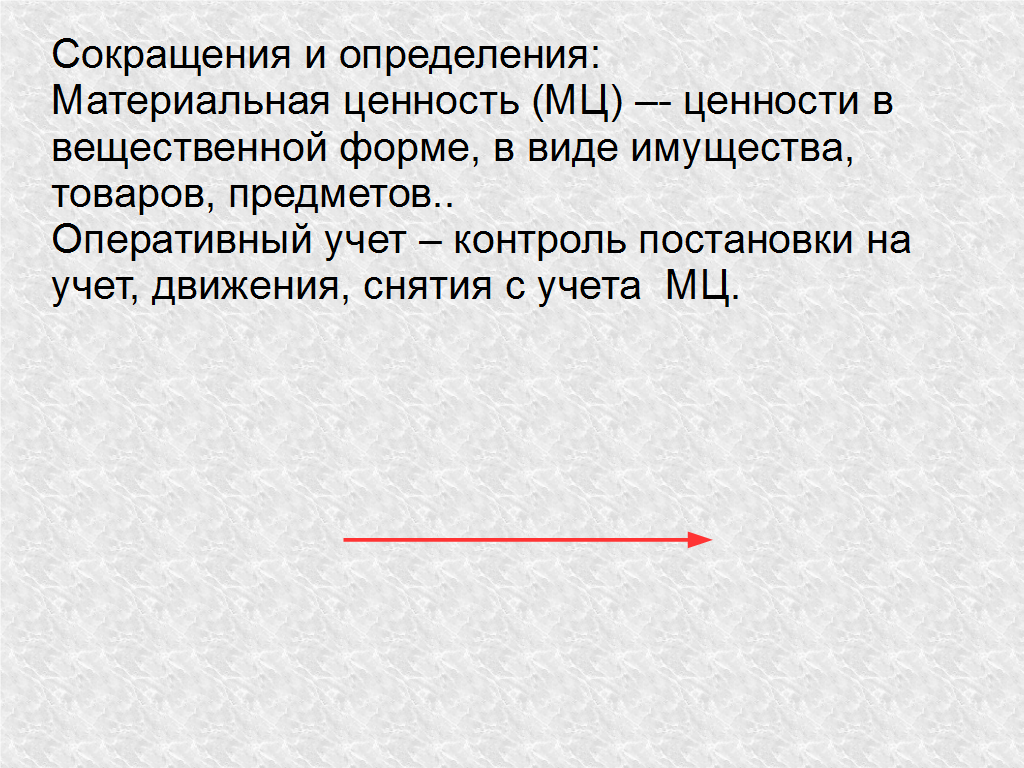 Сокращения и определения:
Материальная ценность (МЦ) –- ценности в
вещественной форме, в виде имущества,
товаров, предметов..
Оперативный учет – контроль постановки на
учет, движения, снятия с учета  МЦ.